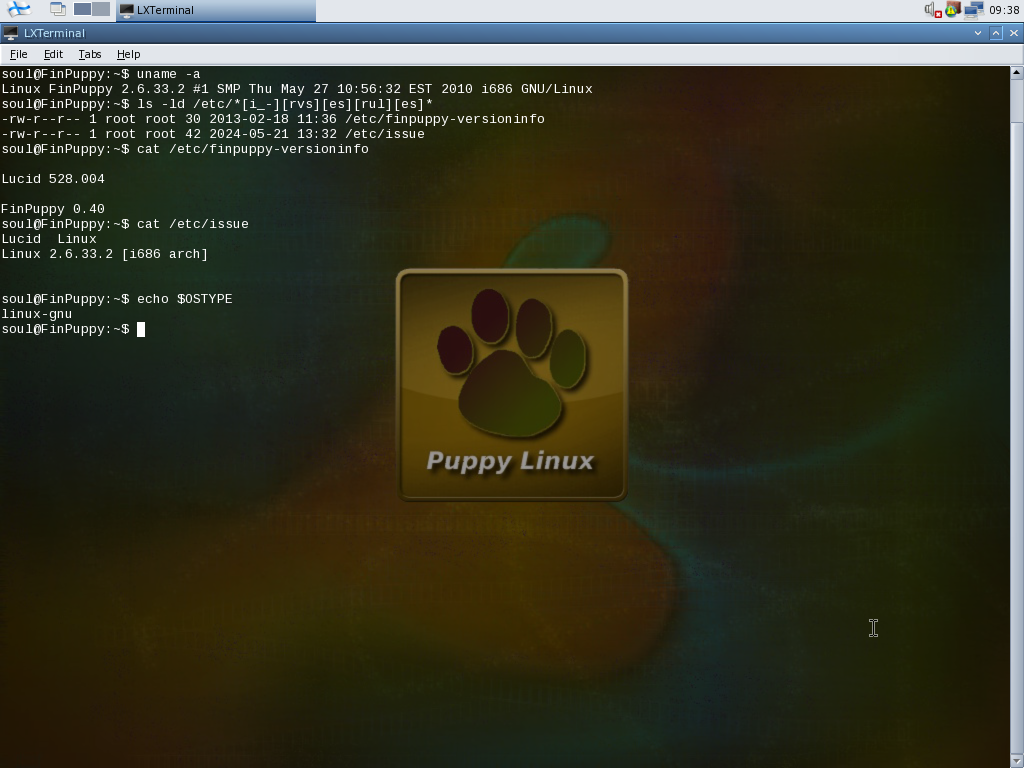 LXTerminal
09:38
LXTerminal
File Edit Tabs Help
soul@FinPuppy:~$ uname -a
Linux FinPuppy 2.6.33.2 #1 SMP Thu May 27 10:56:32 EST 2010 i686 GNU/Linux
soul@FinPuppy:~$ ls -ld /etc/*[i_-][rvs][es][rul][es]*
-rw-r--r-- 1 root root 30 2013-02-18 11:36 /etc/finpuppy-versioninfo
-rw-r--r-- 1 root root 42 2024-05-21 13:32 /etc/issue
soul@FinPuppy:~$ cat /etc/finpuppy-versioninfo
Lucid 528.004
FinPuppy 0.40
soul@FinPuppy:~$ cat /etc/issue
Lucid  Linux
Linux 2.6.33.2 [i686 arch]
soul@FinPuppy:~$ echo $OSTYPE
linux-gnu
soul@FinPuppy:~$
Puppy Linux